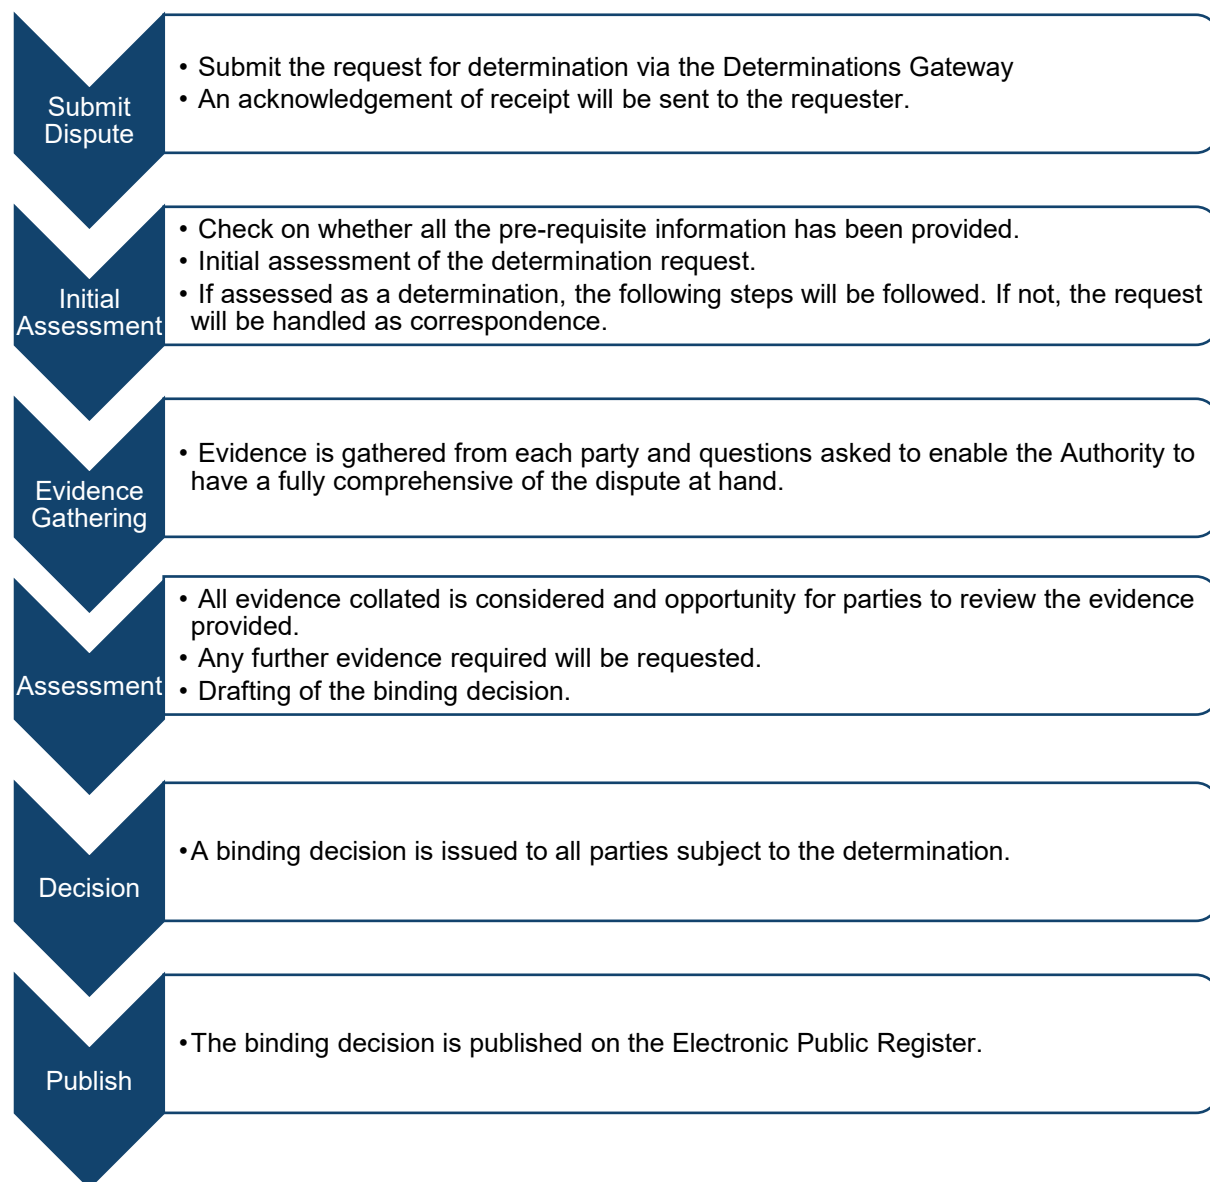 Submit
Dispute
• Submit the request for determination via the Determinations Gateway
• An acknowledgement of receipt will be sent to the requester.
Initial
Assessment
• Check on whether all the pre-requisite information has been provided.
• Initial assessment of the determination request.
• If assessed as a determination, the following steps will be followed. If not, the request
will be handled as correspondence.
Evidence
Gathering
• Evidence is gathered from each party and questions asked to enable the Authority to
have a fully comprehensive of the dispute at hand.
Assessment
• All evidence collated is considered and opportunity for parties to review the evidence
provided.
• Any further evidence required will be requested.
• Drafting of the binding decision.
Decision
•A binding decision is issued to all parties subject to the determination.
Publish
•The binding decision is published on the Electronic Public Register.